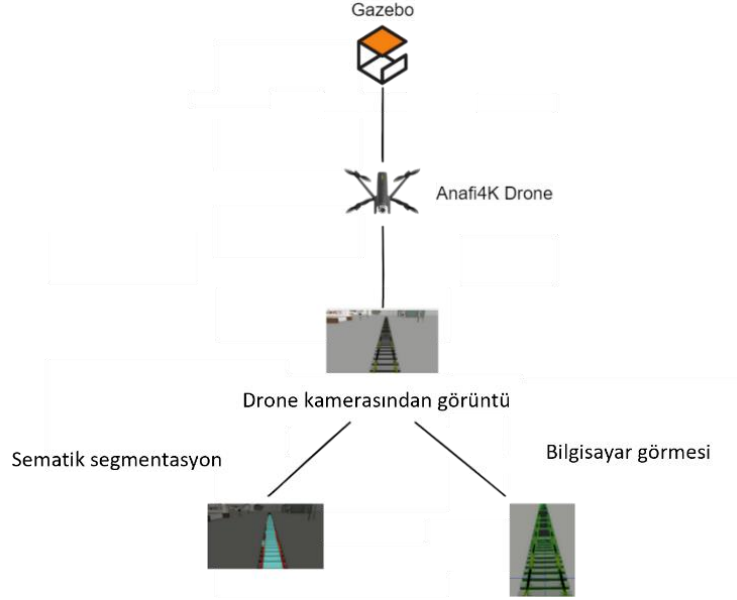 Gazebo
Anafi4K Drone
Drone kamerasından görüntü
Sematik segmentasyon
Bilgisayar görmesi